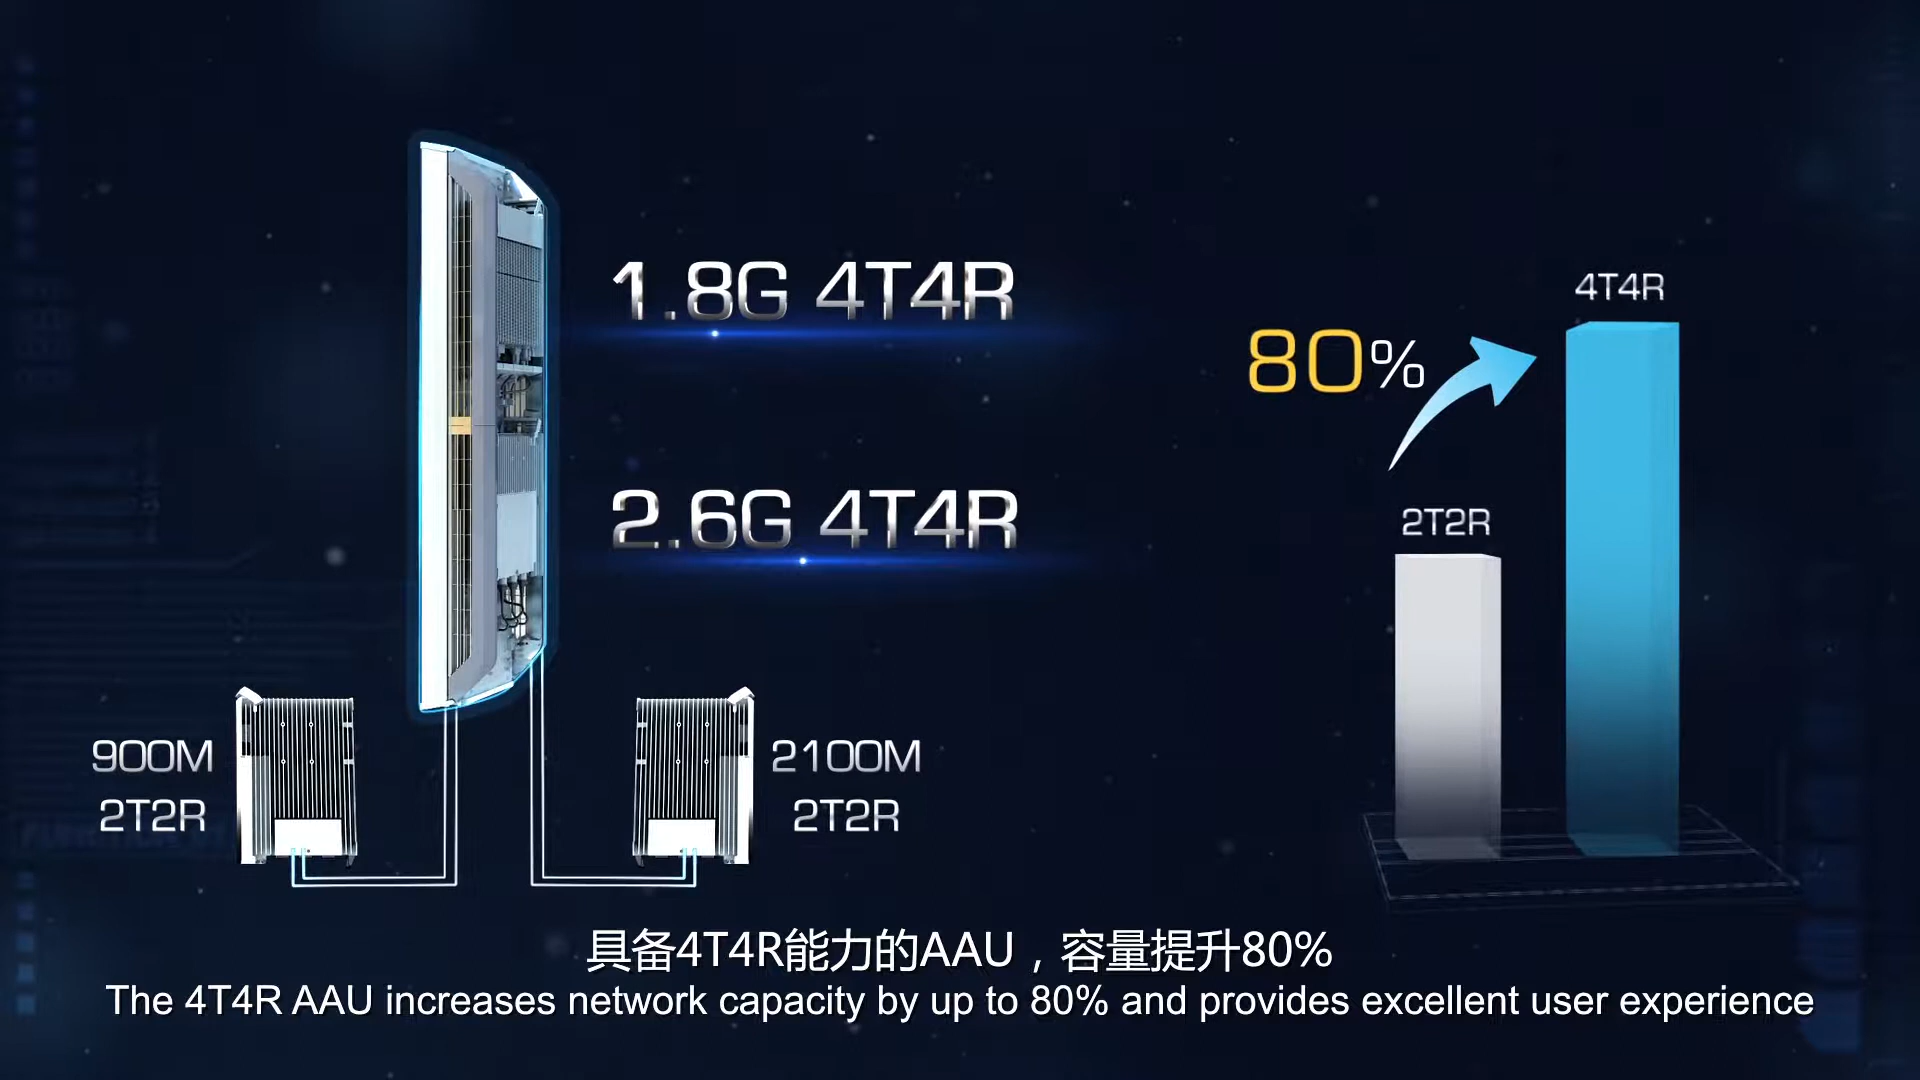 1.8G 4T4R
2.6G 4T4R
900M
2T2R
2100M
2T2R
80%
4T4R
2T2R
具备4T4R能力的AAU，容量提升80%
The 4T4R AAU increases network capacity by up to 80% and provides excellent user experience